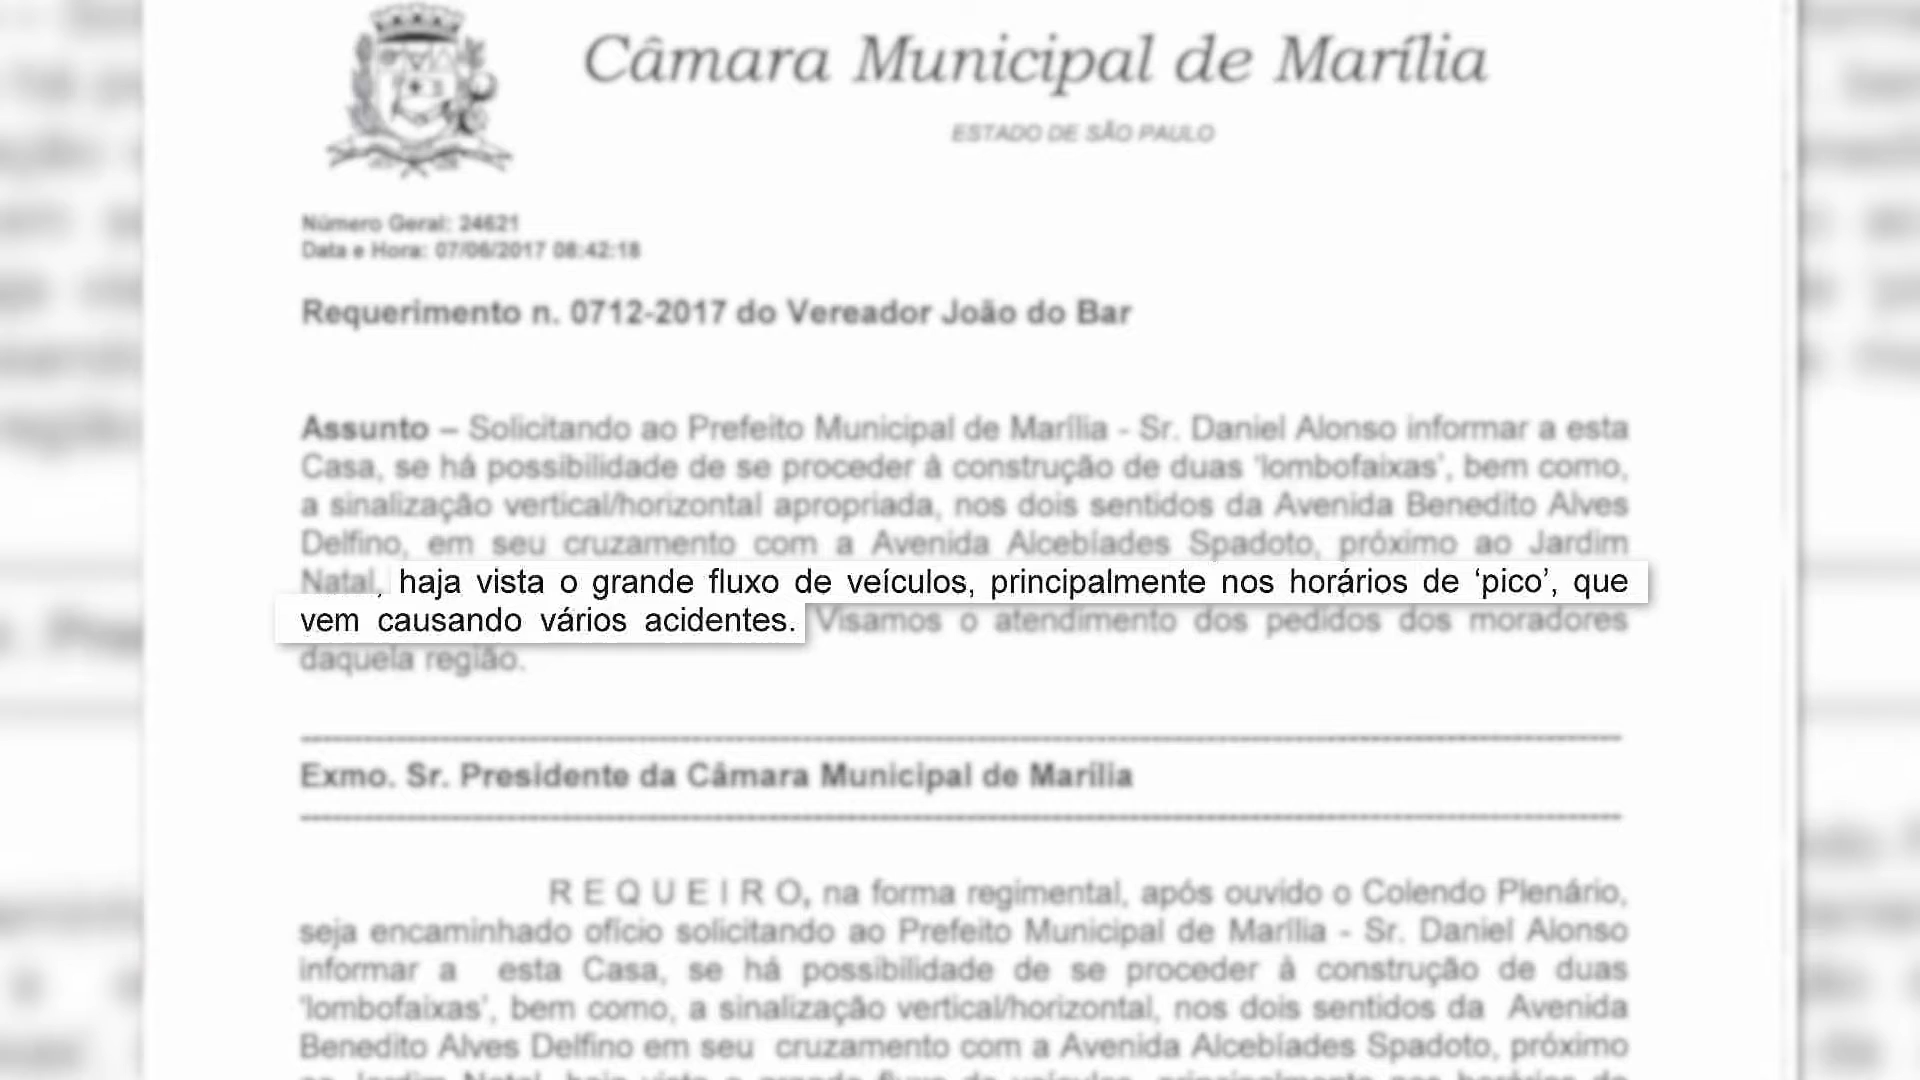 Câmara Municipal de Marília
ESTADO DE SÃO PAULO
Número Geral: 24621
Data e Hora: 07/06/2017 08:42:18
Requerimento n. 0712-2017 do Vereador João do Bar
Assunto – Solicitando ao Prefeito Municipal de Marília - Sr. Daniel Alonso informar a esta
Casa, se há possibilidade de se proceder à construção de duas ‘lombofaixas’, bem como,
a sinalização vertical/horizontal apropriada, nos dois sentidos da Avenida Benedito Alves
Delfino, em seu cruzamento com a Avenida Alcebíades Spadoto, próximo ao Jardim
Natal, haja vista o grande fluxo de veículos, principalmente nos horários de ‘pico’, que
vem causando vários acidentes. Visamos o atendimento dos pedidos dos moradores
daquela região.
Exmo. Sr. Presidente da Câmara Municipal de Marília
R E Q U E I R O, na forma regimental, após ouvido o Colendo Plenário,
seja encaminhado ofício solicitando ao Prefeito Municipal de Marília - Sr. Daniel Alonso
informar a esta Casa, se há possibilidade de se proceder à construção de duas
‘lombofaixas’, bem como, a sinalização vertical/horizontal, nos dois sentidos da Avenida
Benedito Alves Delfino em seu cruzamento com a Avenida Alcebíades Spadoto, próximo